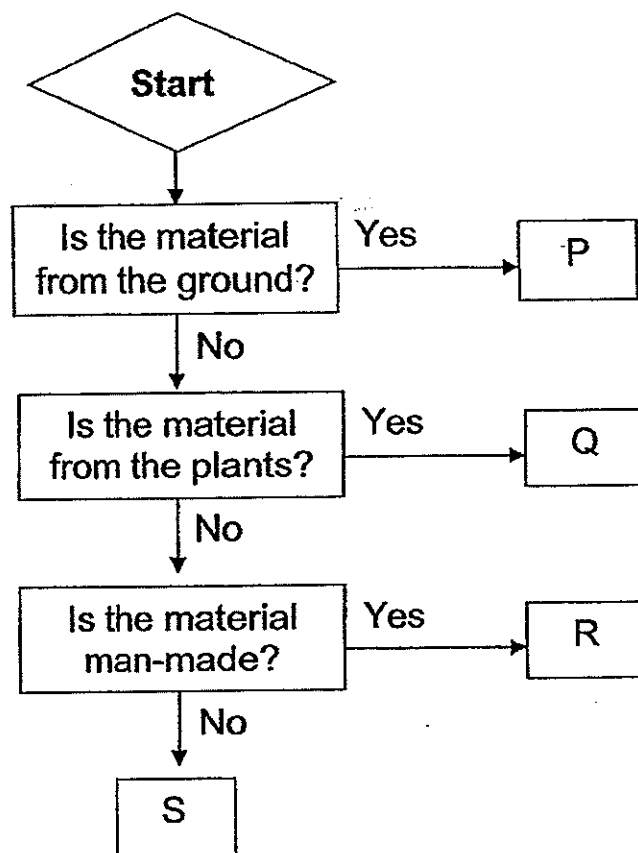 Start
Is the material
from the ground?
Yes
P
No
Is the material
from the plants?
Yes
Q
No
Is the material
man-made?
Yes
R
No
S